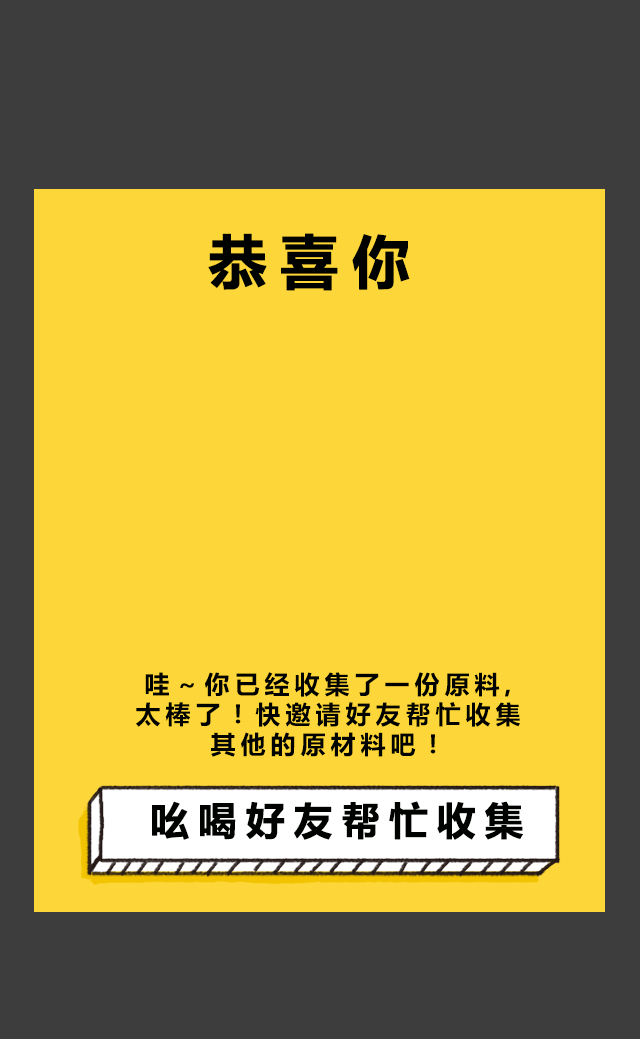 恭喜你
哇~你已经收集了一份原料,
太棒了!快邀请好友帮忙收集
其他的原材料吧!
吆喝好友帮忙收集